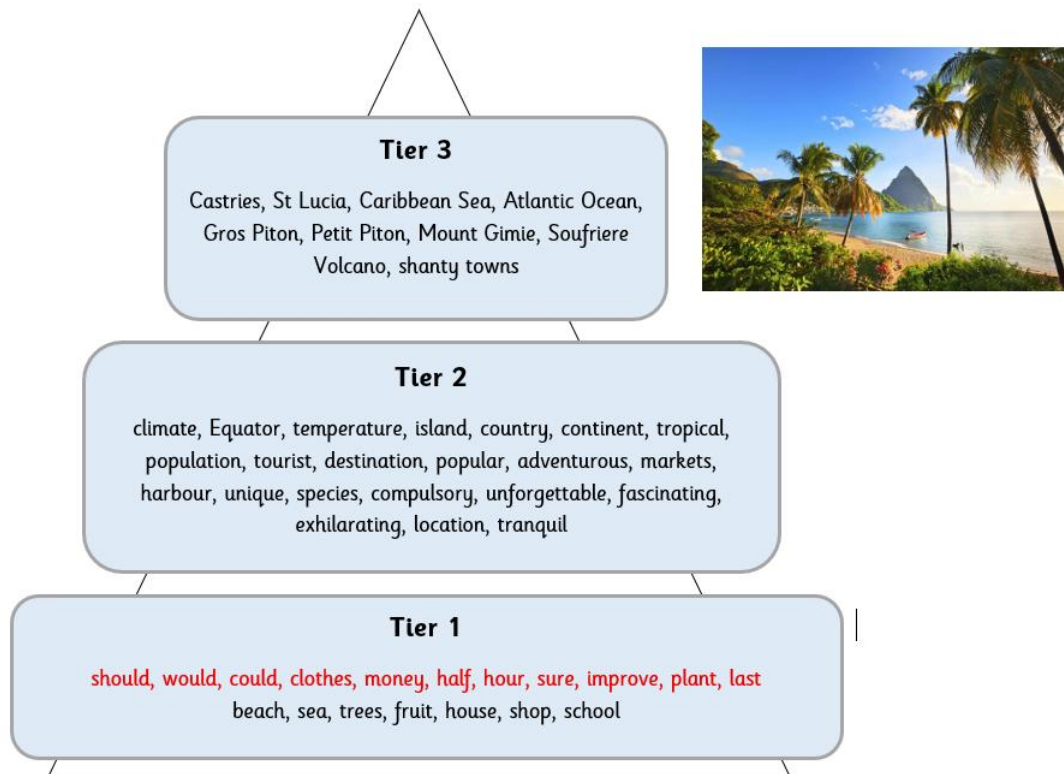 Tier 3
Castries, St Lucia, Caribbean Sea, Atlantic Ocean,
Gros Piton, Petit Piton, Mount Gimie, Soufriere
Volcano, shanty towns
Tier 2
climate, Equator, temperature, island, country, continent, tropical,
population, tourist, destination, popular, adventurous, markets,
harbour, unique, species, compulsory, unforgettable, fascinating,
exhilarating, location, tranquil
Tier 1
should, would, could, clothes, money, half, hour, sure, improve, plant, last
beach, sea, trees, fruit, house, shop, school